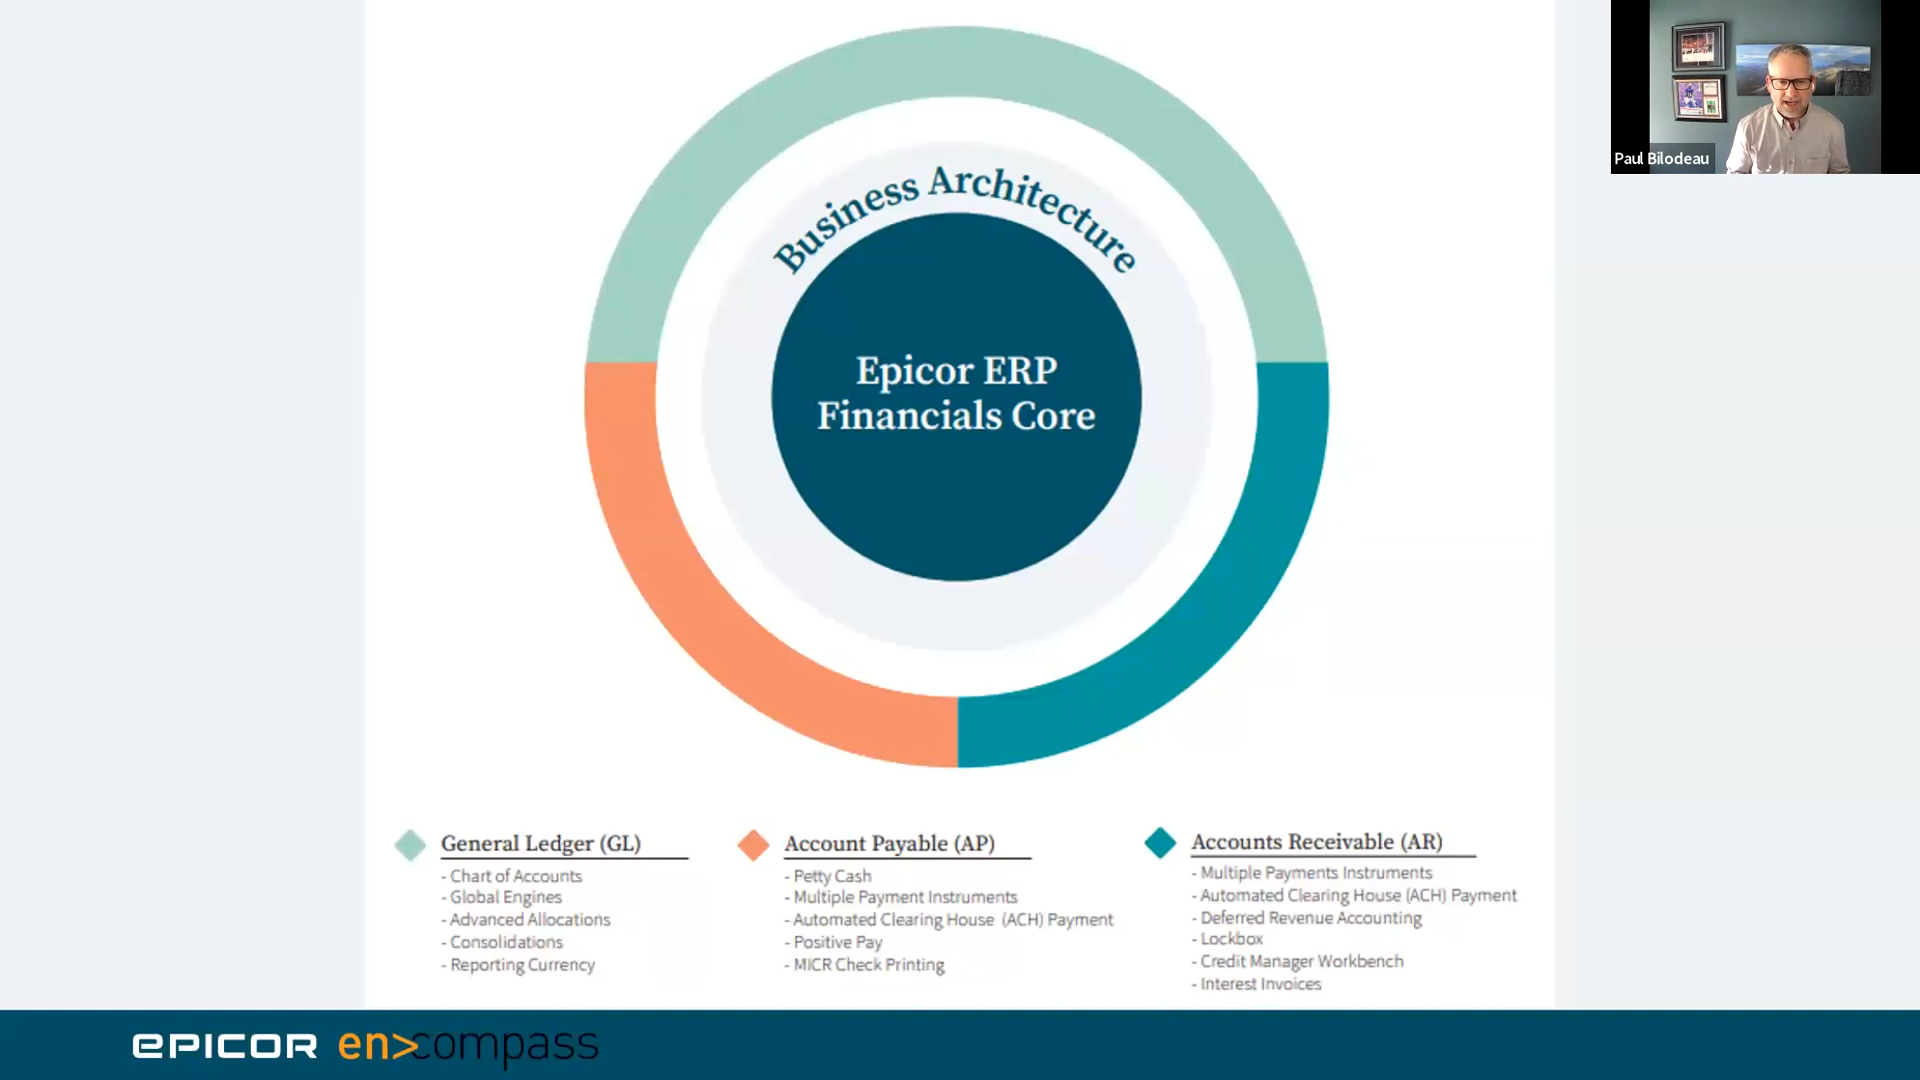 Business Architecture
Epicor ERP
Financials Core
Paul Bilodeau
General Ledger (GL)
- Chart of Accounts
- Global Engines
- Advanced Allocations
- Consolidations
- Reporting Currency
Account Payable (AP)
- Petty Cash
- Multiple Payment Instruments
- Automated Clearing House (ACH) Payment
- Positive Pay
- MICR Check Printing
Accounts Receivable (AR)
- Multiple Payments Instruments
- Automated Clearing House (ACH) Payment
- Deferred Revenue Accounting
- Lockbox
- Credit Manager Workbench
- Interest Invoices
EPICOR en>compass